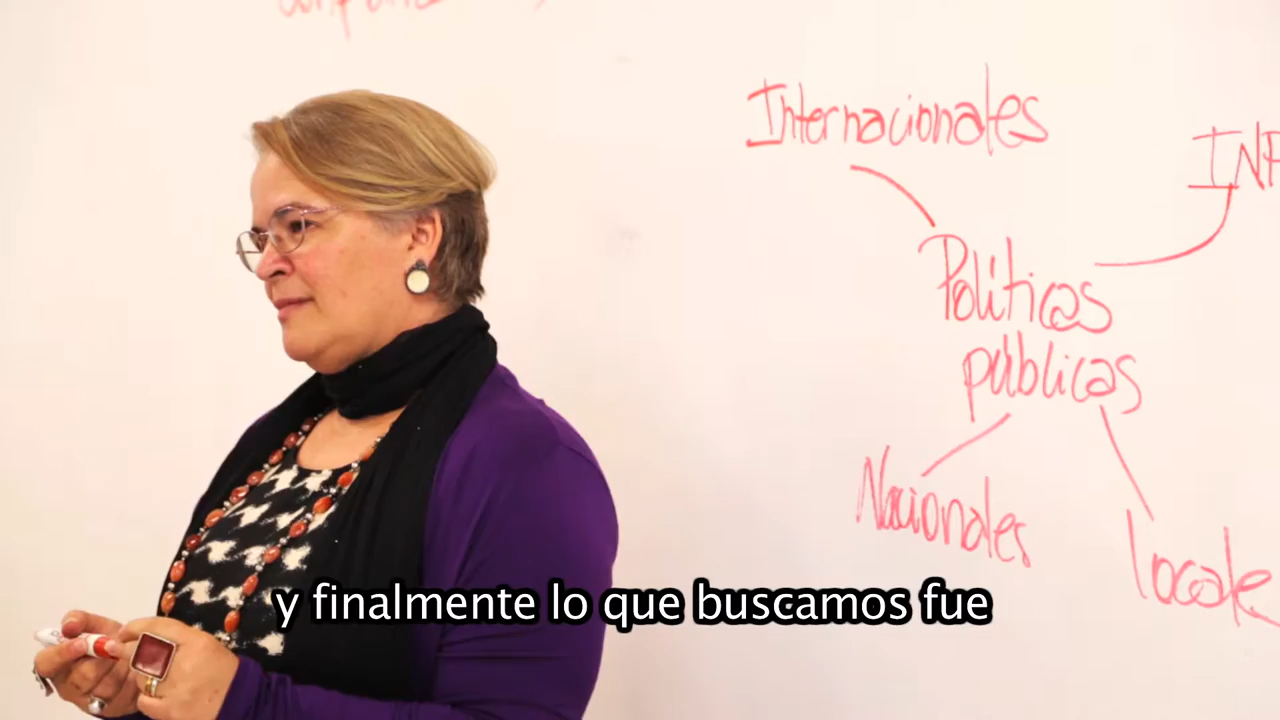 Internacionales
Políticas
públicas
Nacionales
y finalmente lo que buscamos fue